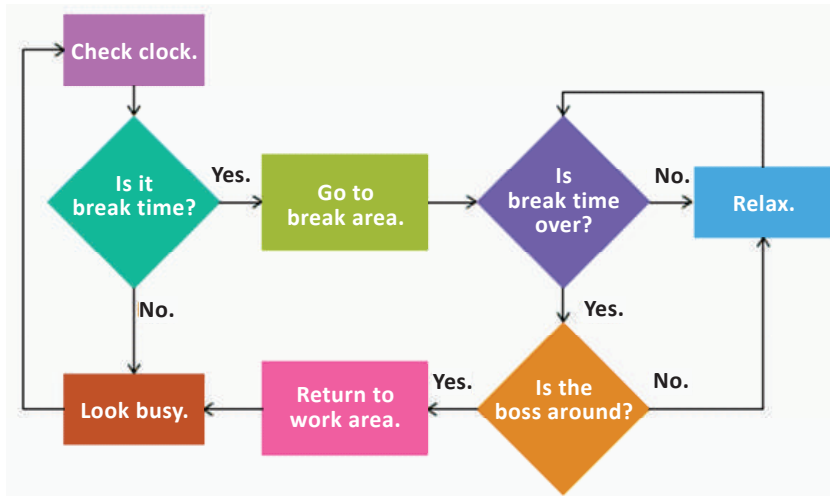 Check clock.
Is it
break time?
Yes.
Go to
break area.
Is
break time
over?
No.
Relax.
No.
Yes.
Look busy.
Return to
work area.
Yes.
Is the
boss around?
No.